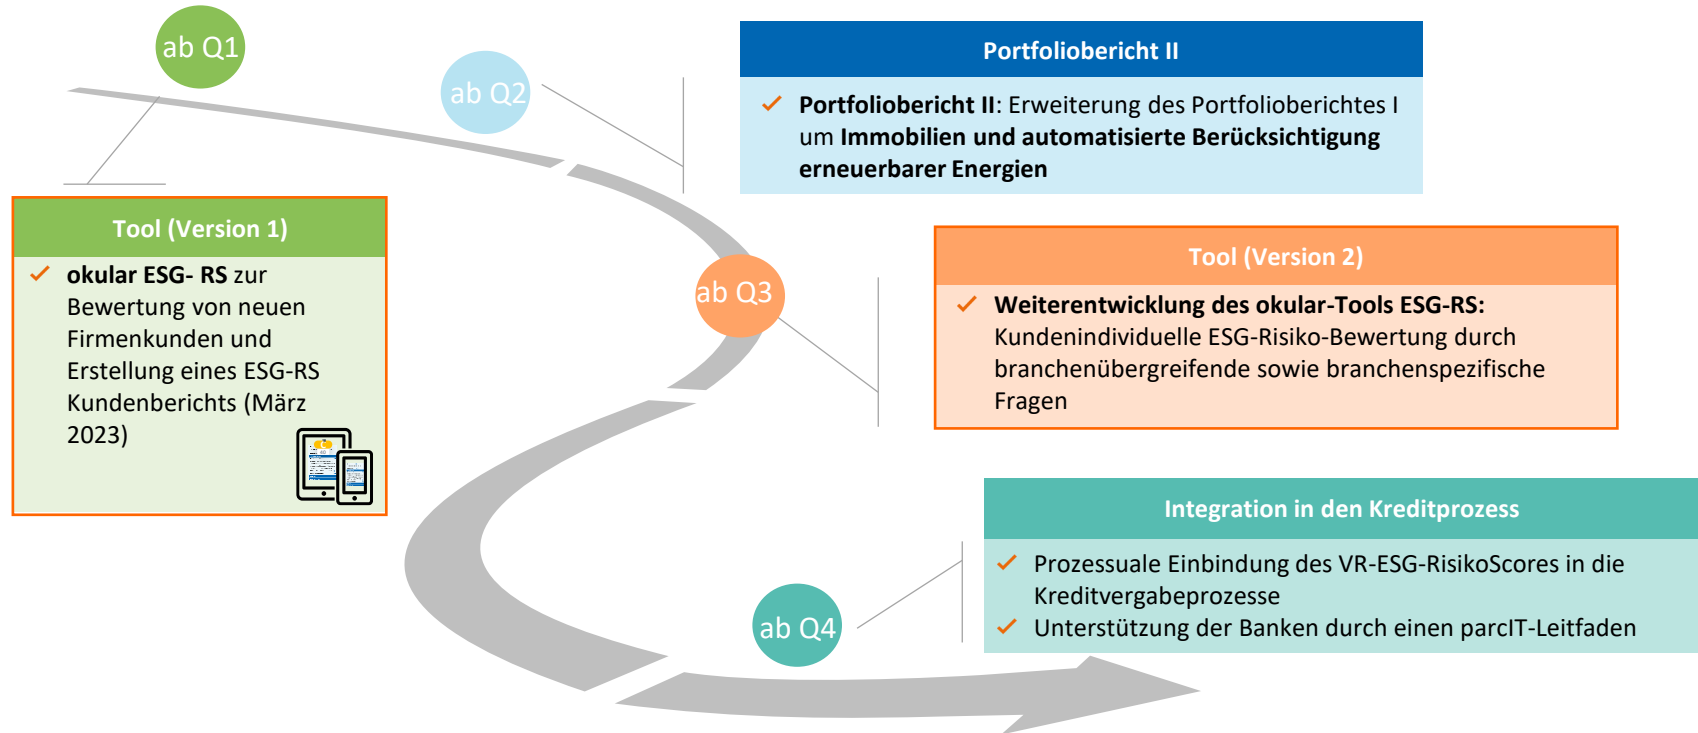 ab Q1
Tool (Version 1)
okular ESG- RS zur
Bewertung von neuen
Firmenkunden und
Erstellung eines ESG-RS
Kundenberichts (März
2023)
ab Q2
Portfoliobericht II
Portfoliobericht II: Erweiterung des Portfolioberichtes I
um Immobilien und automatisierte Berücksichtigung
erneuerbarer Energien
ab Q3
Tool (Version 2)
Weiterentwicklung des okular-Tools ESG-RS:
Kundenindividuelle ESG-Risiko-Bewertung durch
branchenübergreifende sowie branchenspezifische
Fragen
ab Q4
Integration in den Kreditprozess
Prozessuale Einbindung des VR-ESG-RisikoScores in die
Kreditvergabeprozesse
Unterstützung der Banken durch einen parcIT-Leitfaden